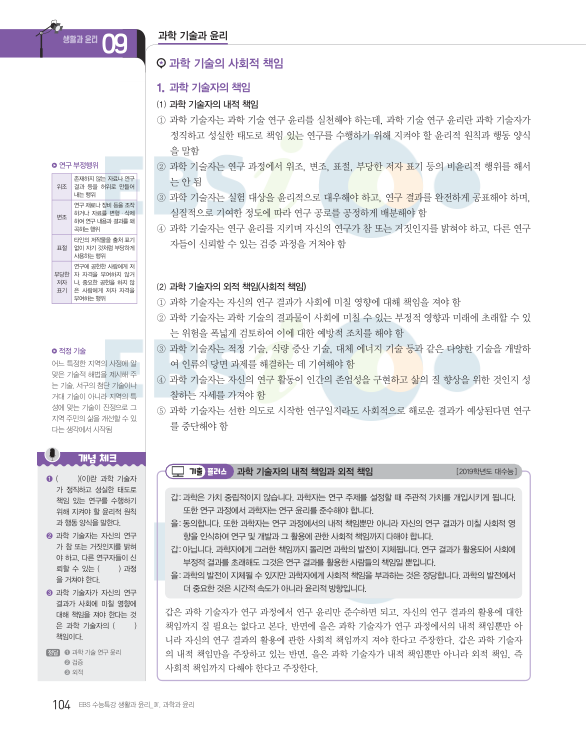 생활과 윤리 09
과학 기술과 윤리
과학 기술의 사회적 책임
1. 과학 기술자의 책임
(1) 과학 기술자의 내적 책임
① 과학 기술자는 과학 기술 연구 윤리를 실천해야 하는데, 과학 기술 연구 윤리란 과학 기술자가
정직하고 성실한 태도로 책임 있는 연구를 수행하기 위해 지켜야 할 윤리적 원칙과 행동 양식
을 말함
② 과학 기술자는 연구 과정에서 위조, 변조, 표절, 부당한 저자 표기 등의 비윤리적 행위를 해서
는 안 됨
③ 과학 기술자는 실험 대상을 윤리적으로 대우해야 하고, 연구 결과를 완전하게 공표해야 하며,
실질적으로 기여한 정도에 따라 연구 공로를 공정하게 배분해야 함
④ 과학 기술자는 연구 윤리를 지키며 자신의 연구가 참 또는 거짓인지를 밝혀야 하고, 다른 연구
자들이 신뢰할 수 있는 검증 과정을 거쳐야 함
(2) 과학 기술자의 외적 책임(사회적 책임)
① 과학 기술자는 자신의 연구 결과가 사회에 미칠 영향에 대해 책임을 져야 함
② 과학 기술자는 과학 기술의 결과물이 사회에 미칠 수 있는 부정적 영향과 미래에 초래할 수 있
는 위험을 폭넓게 검토하여 이에 대한 예방적 조치를 해야 함
③ 과학 기술자는 적정 기술, 식량 증산 기술, 대체 에너지 기술 등과 같은 다양한 기술을 개발하
여 인류의 당면 과제를 해결하는 데 기여해야 함
④ 과학 기술자는 자신의 연구 활동이 인간의 존엄성을 구현하고 삶의 질 향상을 위한 것인지 성
찰하는 자세를 가져야 함
⑤ 과학 기술자는 선한 의도로 시작한 연구일지라도 사회적으로 해로운 결과가 예상된다면 연구
를 중단해야 함
연구 부정행위
위조 존재하지 않는 자료나 연구
결과 등을 허위로 만들어
내는 행위
변조 연구 자료나 장비 등을 조작
하거나 자료를 변형·삭제
하여 연구 내용과 결과를 왜
곡하는 행위
표절 타인의 저작물을 출처 표기
없이 자기 것처럼 부당하게
사용하는 행위
부당한 저자 표기 연구에 공헌한 사람에게 저
자 자격을 부여하지 않거
나, 중요한 공헌을 하지 않
은 사람에게 저자 자격을
부여하는 행위
적정 기술
어느 특정한 지역의 사정에 알
맞은 기술적 해법을 제시해 주
는 기술. 서구의 첨단 기술이나
거대 기술이 아니라 지역의 특
성에 맞는 기술이 진정으로 그
지역 주민의 삶을 개선할 수 있
다는 생각에서 시작됨
개념 체크
❶ ( )(이)란 과학 기술자
가 정직하고 성실한 태도로
책임 있는 연구를 수행하기
위해 지켜야 할 윤리적 원칙
과 행동 양식을 말한다.
❷ 과학 기술자는 자신의 연구
가 참 또는 거짓인지를 밝혀
야 하고, 다른 연구자들이 신
뢰할 수 있는 ( ) 과정
을 거쳐야 한다.
❸ 과학 기술자가 자신의 연구
결과가 사회에 미칠 영향에
대해 책임을 져야 한다는 것
은 과학 기술자의 ( )
책임이다.
정답 ❶ 과학 기술 연구 윤리
❷ 검증
❸ 외적
기출 플러스 과학 기술자의 내적 책임과 외적 책임 [2019학년도 대수능]
갑: 과학은 가치 중립적이지 않습니다. 과학자는 연구 주제를 설정할 때 주관적 가치를 개입시키게 됩니다.
또한 연구 과정에서 과학자는 연구 윤리를 준수해야 합니다.
을: 동의합니다. 또한 과학자는 연구 과정에서의 내적 책임뿐만 아니라 자신의 연구 결과가 미칠 사회적 영
향을 인식하여 연구 및 개발과 그 활용에 관한 사회적 책임까지 다해야 합니다.
갑: 아닙니다. 과학자에게 그러한 책임까지 물리면 과학의 발전이 지체됩니다. 연구 결과가 활용되어 사회에
부정적 결과를 초래해도 그것은 연구 결과를 활용한 사람들의 책임일 뿐입니다.
을: 과학의 발전이 지체될 수 있지만 과학자에게 사회적 책임을 부과하는 것은 정당합니다. 과학의 발전에서
더 중요한 것은 시간적 속도가 아니라 윤리적 방향입니다.
갑은 과학 기술자가 연구 과정에서 연구 윤리만 준수하면 되고, 자신의 연구 결과의 활용에 대한
책임까지 질 필요는 없다고 본다. 반면에 을은 과학 기술자가 연구 과정에서의 내적 책임뿐만 아
니라 자신의 연구 결과의 활용에 관한 사회적 책임까지 져야 한다고 주장한다. 갑은 과학 기술자
의 내적 책임만을 주장하고 있는 반면, 을은 과학 기술자가 내적 책임뿐만 아니라 외적 책임, 즉
사회적 책임까지 다해야 한다고 주장한다.
104 EBS 수능특강 생활과 윤리_Ⅲ. 과학과 윤리